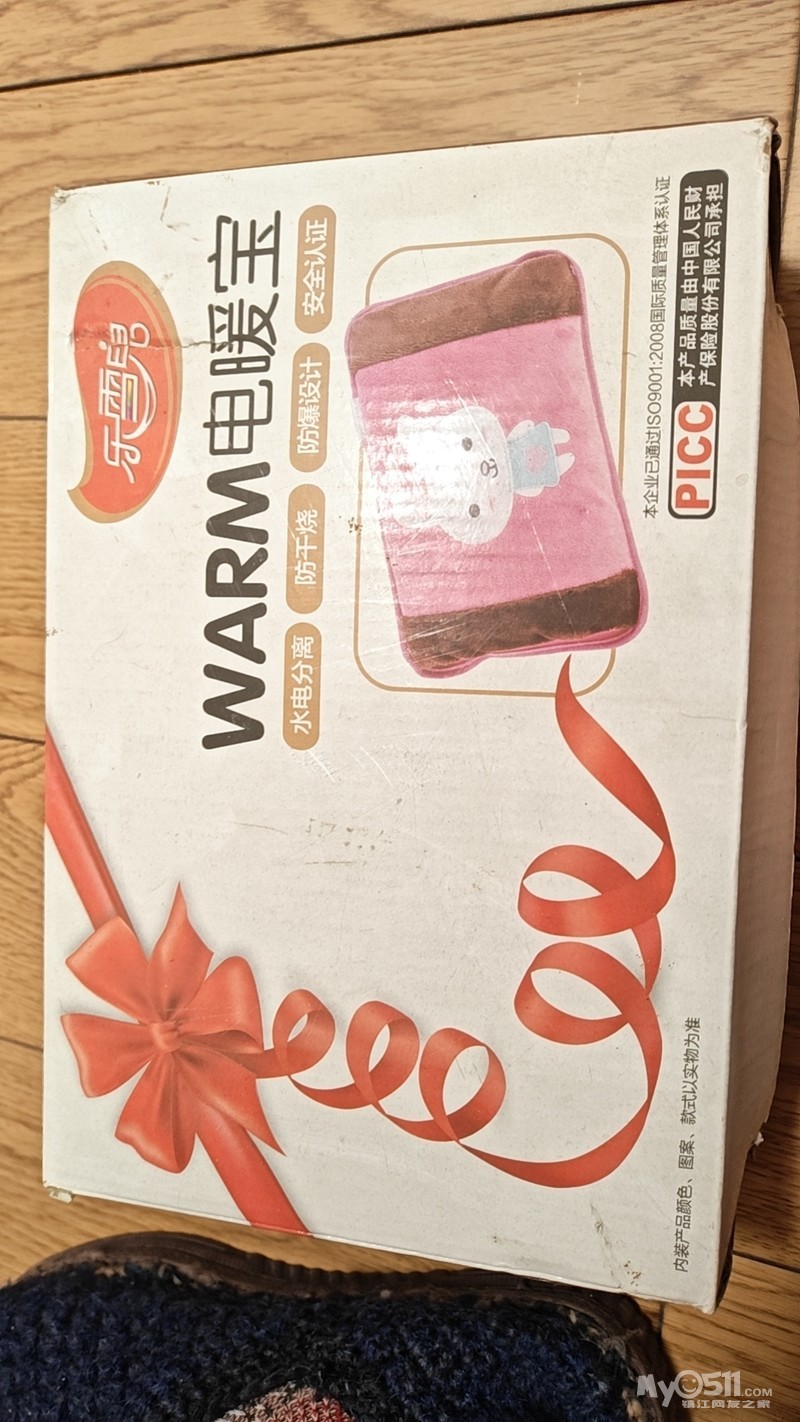 乐雪儿
WARM电暖宝
水电分离 防干烧 防爆设计 安全认证
本企业已通过ISO9001:2008国际质量管理体系认证
PICC
本产品质量由中国人民财
产保险股份有限公司承担
内装产品颜色、图案、款式以实物为准
MyO511.COM
镇江网友之家